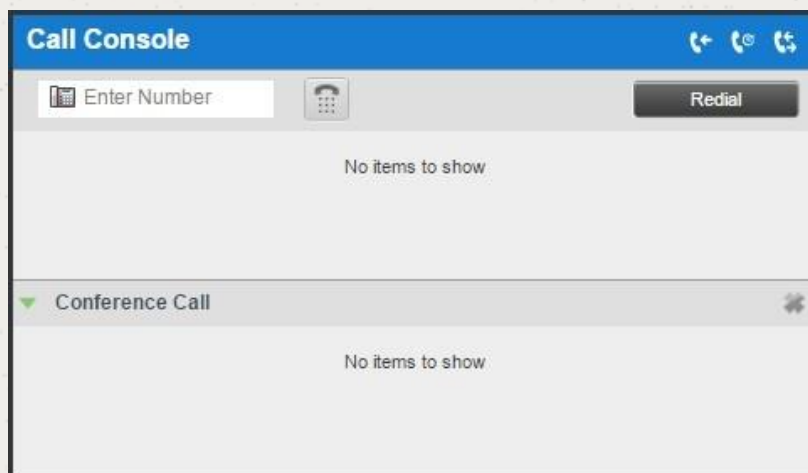 Call Console
Enter Number
Redial
No items to show
Conference Call
No items to show